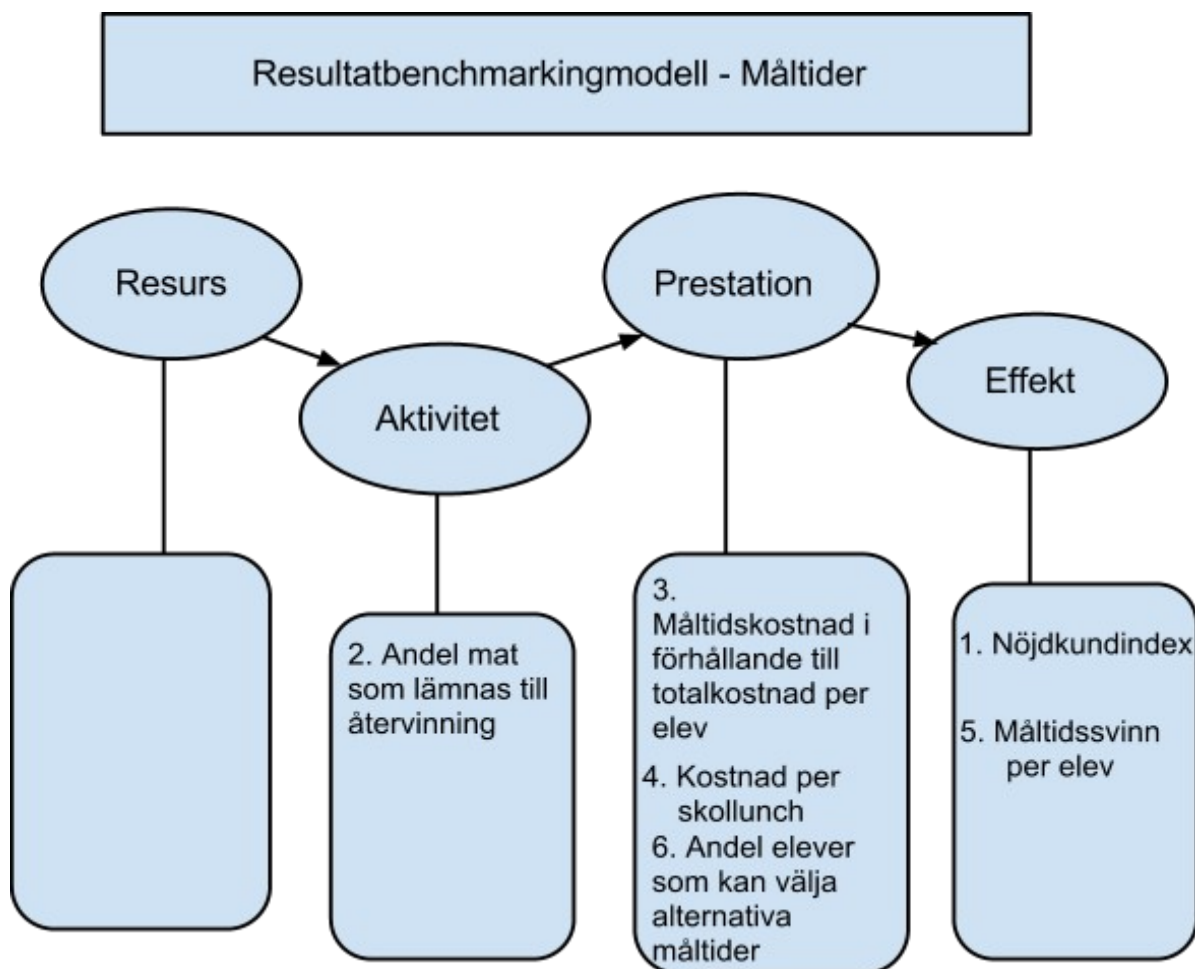 Resultatbenchmarkingmodell - Måltider
Resurs
Aktivitet
Prestation
Effekt
2. Andel mat
som lämnas till
återvinning
3.
Måltidskostnad i
förhållande till
totalkostnad per
elev
4. Kostnad per
skollunch
6. Andel elever
som kan välja
alternativa
måltider
1. Nöjdkundindex
5. Måltidssvinn
per elev